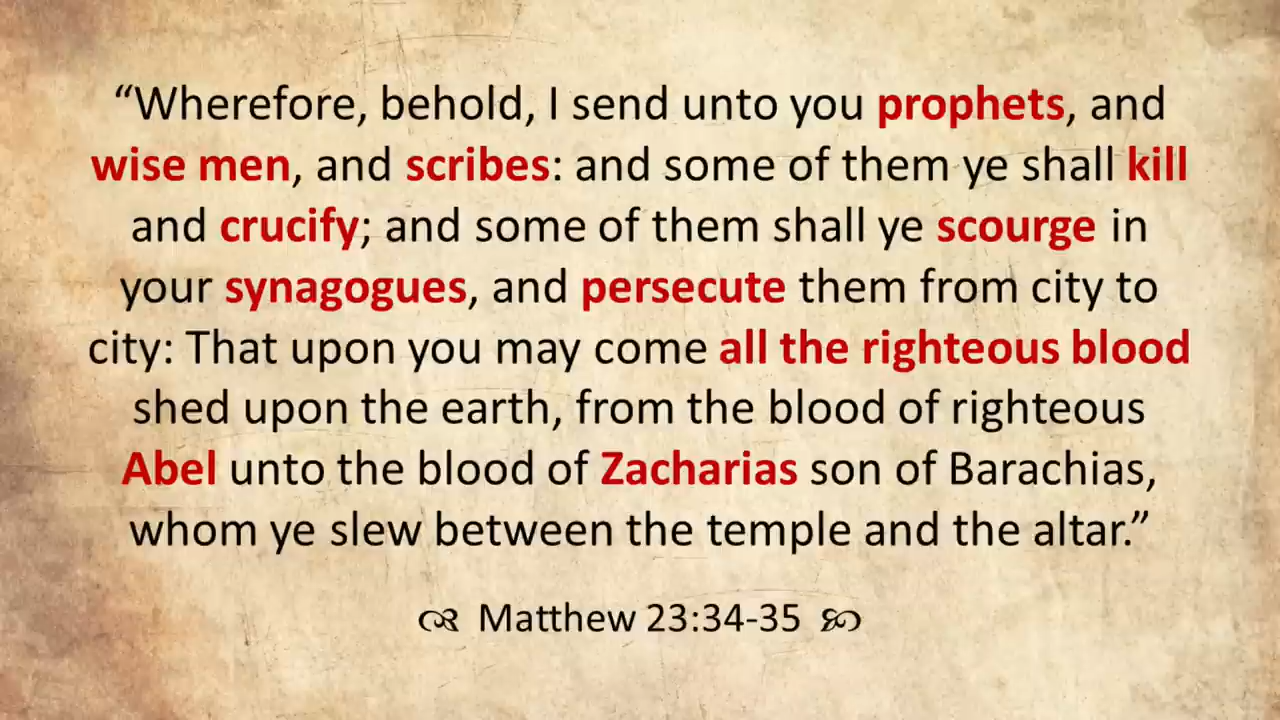 “Wherefore, behold, I send unto you prophets, and
wise men, and scribes: and some of them ye shall kill
and crucify; and some of them shall ye scourge in
your synagogues, and persecute them from city to
city: That upon you may come all the righteous blood
shed upon the earth, from the blood of righteous
Abel unto the blood of Zacharias son of Barachias,
whom ye slew between the temple and the altar.”
Matthew 23:34-35